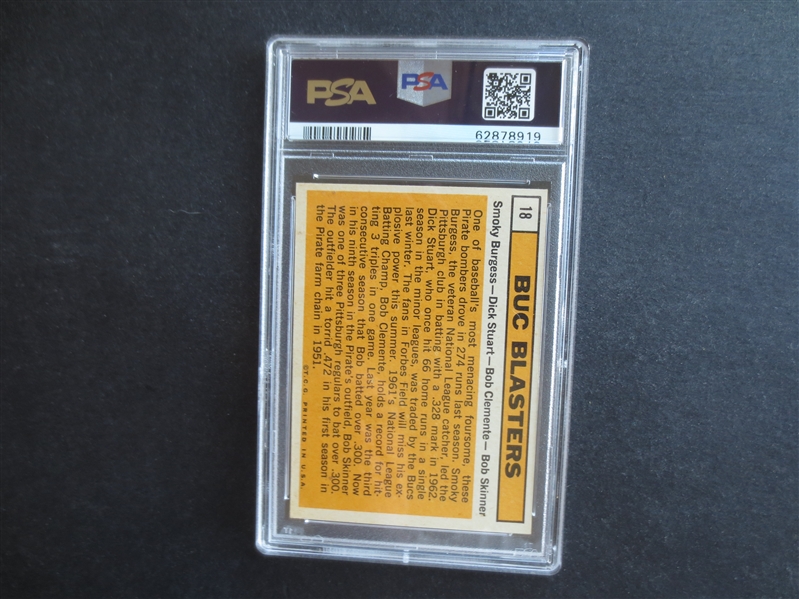 PSA
PSA
62878919
18
BUC BLASTERS
Smoky Burgess—Dick Stuart—Bob Clemente—Bob Skinner
One of baseball's most menacing foursome, these
Pirate bombers drove in 274 runs last season. Smoky
Burgess, the veteran National League catcher, led the
Pittsburgh club in batting with a .328 mark in 1962.
Dick Stuart, who once hit 66 home runs in a single
season in the minor leagues, was traded by the Bucs
last winter. The fans in Forbes Field will miss his ex-
plosive power this summer. 1961's National League
Batting Champ, Bob Clemente, holds a record for hit-
ting 3 triples in one game. Last year was the third
consecutive season that Bob batted over .300. Now
in his ninth season in the Pirate's outfield, Bob Skinner
was one of three Pittsburgh regulars to bat over .300.
The outfielder hit a torrid .472 in his first season in
the Pirate farm chain in 1951.
©T.C.G. PRINTED IN U.S.A.